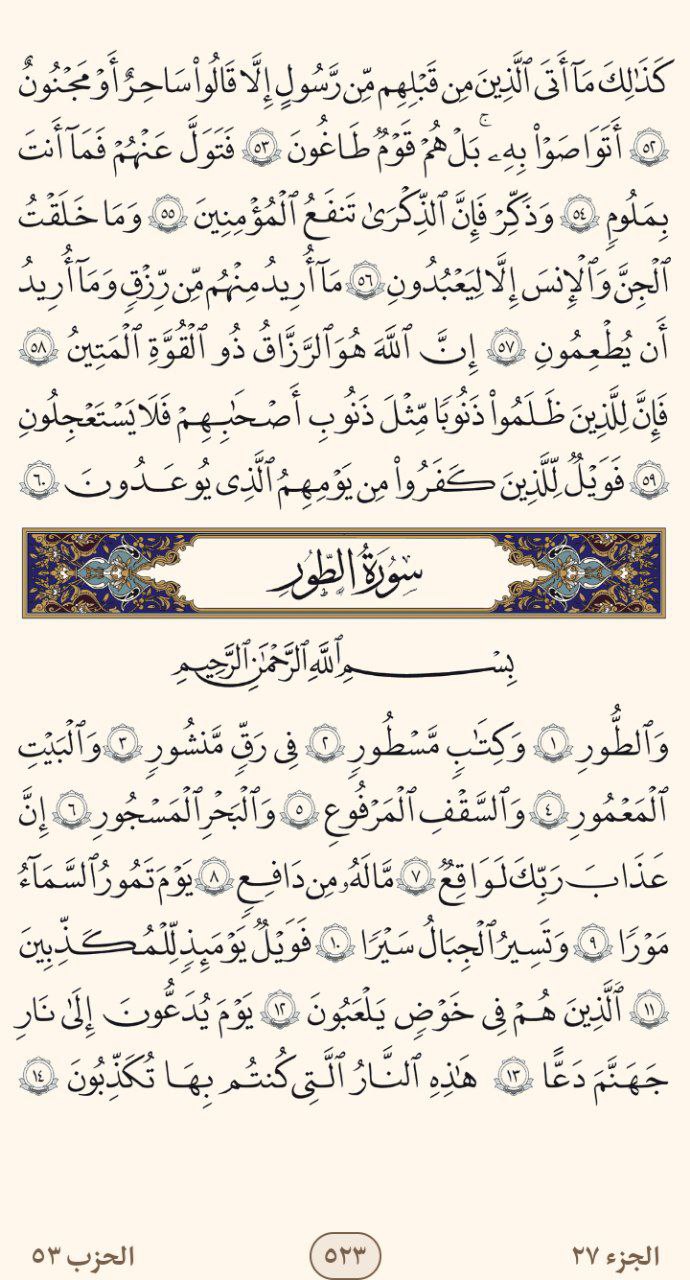 كَذَٰلِكَ مَآ أَتَى ٱلَّذِينَ مِن قَبْلِهِم مِّن رَّسُولٍ إِلَّا قَالُوا۟ سَاحِرٌ أَوْ مَجْنُونٌ
٥٢ أَتَوَاصَوْا۟ بِهِۦ ۚ بَلْ هُمْ قَوْمٌ طَاغُونَ ٥٣ فَتَوَلَّ عَنْهُمْ فَمَآ أَنتَ
بِمَلُومٍ ٥٤ وَذَكِّرْ فَإِنَّ ٱلذِّكْرَىٰ تَنفَعُ ٱلْمُؤْمِنِينَ ٥٥ وَمَا خَلَقْتُ
ٱلْجِنَّ وَٱلْإِنسَ إِلَّا لِيَعْبُدُونِ ٥٦ مَآ أُرِيدُ مِنْهُم مِّن رِّزْقٍ وَمَآ أُرِيدُ
أَن يُطْعِمُونِ ٥٧ إِنَّ ٱللَّهَ هُوَ ٱلرَّزَّاقُ ذُو ٱلْقُوَّةِ ٱلْمَتِينُ ٥٨
فَإِنَّ لِلَّذِينَ ظَلَمُوا۟ ذَنُوبًا مِّثْلَ ذَنُوبِ أَصْحَـٰبِهِمْ فَلَا يَسْتَعْجِلُونِ
٥٩ فَوَيْلٌ لِّلَّذِينَ كَفَرُوا۟ مِن يَوْمِهِمُ ٱلَّذِى يُوعَدُونَ ٦٠
سُورَةُ الطُّورِ
بِسْمِ ٱللَّهِ ٱلرَّحْمَـٰنِ ٱلرَّحِيمِ
وَٱلطُّورِ ١ وَكِتَـٰبٍ مَّسْطُورٍ ٢ فِى رَقٍّ مَّنشُورٍ ٣ وَٱلْبَيْتِ
ٱلْمَعْمُورِ ٤ وَٱلسَّقْفِ ٱلْمَرْفُوعِ ٥ وَٱلْبَحْرِ ٱلْمَسْجُورِ ٦ إِنَّ
عَذَابَ رَبِّكَ لَوَاقِعٌ ٧ مَّا لَهُۥ مِن دَافِعٍ ٨ يَوْمَ تَمُورُ ٱلسَّمَآءُ
مَوْرًا ٩ وَتَسِيرُ ٱلْجِبَالُ سَيْرًا ١٠ فَوَيْلٌ يَوْمَئِذٍ لِّلْمُكَذِّبِينَ
١١ ٱلَّذِينَ هُمْ فِى خَوْضٍ يَلْعَبُونَ ١٢ يَوْمَ يُدَعُّونَ إِلَىٰ نَارِ
جَهَنَّمَ دَعًّا ١٣ هَـٰذِهِ ٱلنَّارُ ٱلَّتِى كُنتُم بِهَا تُكَذِّبُونَ ١٤
الجزء ٢٧ ٥٢٣ الحزب ٥٣